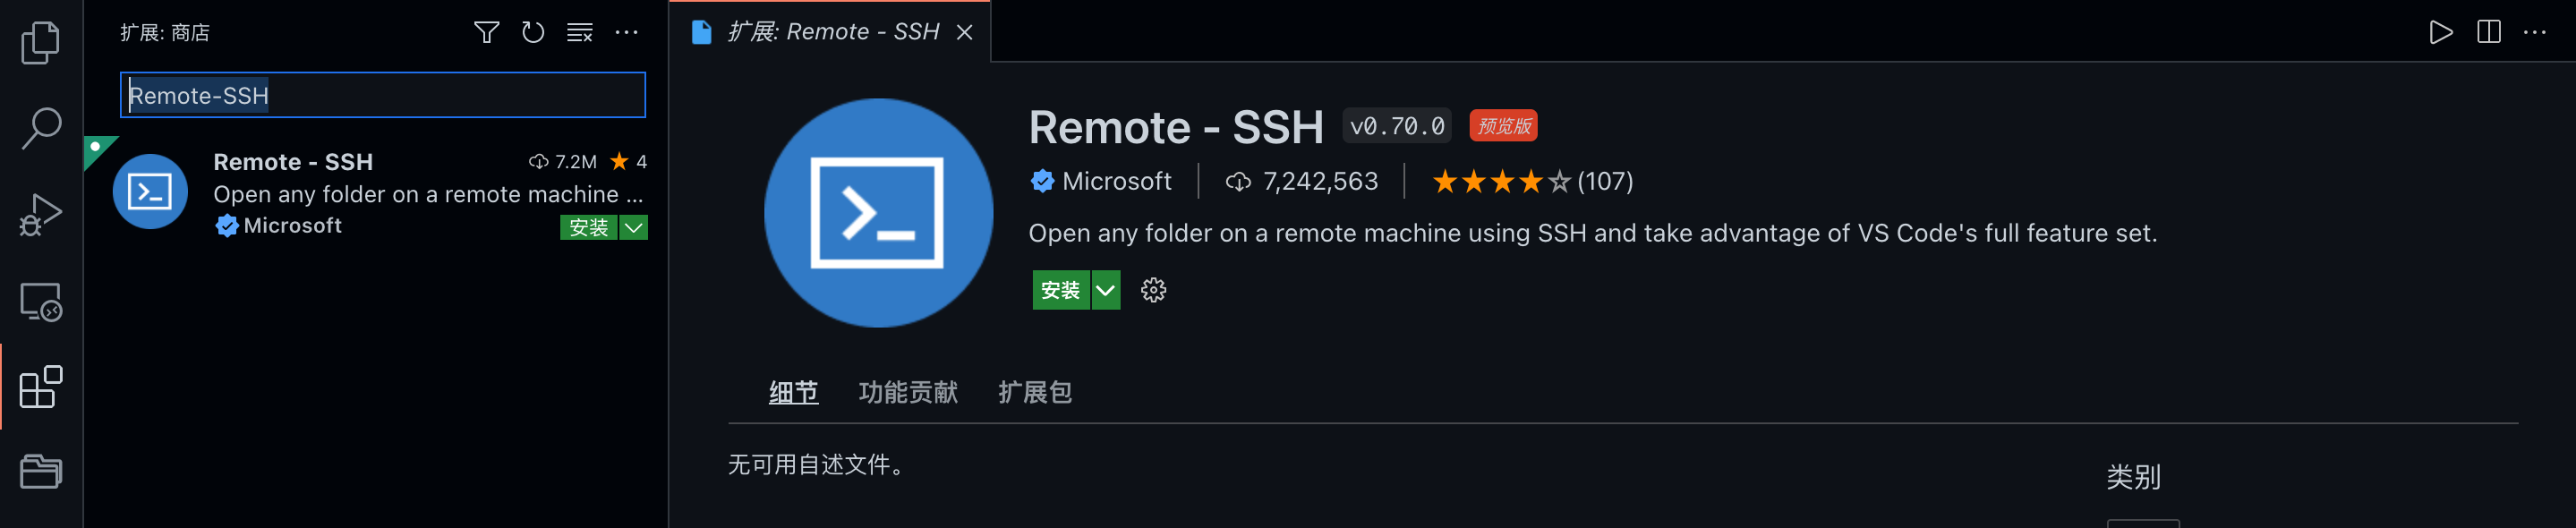 扩展: 商店
Remote-SSH
Remote - SSH 7.2M 4
Open any folder on a remote machine ...
Microsoft 安装
扩展: Remote - SSH
Remote - SSH v0.70.0 预览版
Microsoft 7,242,563 (107)
Open any folder on a remote machine using SSH and take advantage of VS Code's full feature set.
安装
细节 功能贡献 扩展包
无可用自述文件。
类别